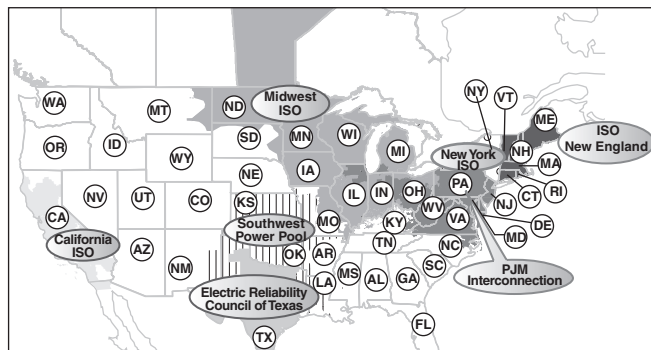 NY
VT
WA
MT
ND
Midwest
ISO
ME
OR
ID
SD
MN
WI
MI
New York
ISO
NH
ISO
New England
WY
MA
NE
IA
PA
RI
NV
UT
CO
KS
IL
IN
OH
WV
CT
NJ
CA
California
ISO
Southwest
Power Pool
MO
KY
VA
DE
MD
AZ
NM
OK
AR
TN
NC
PJM
Interconnection
SC
Electric Reliability
Council of Texas
LA
MS
AL
GA
TX
FL